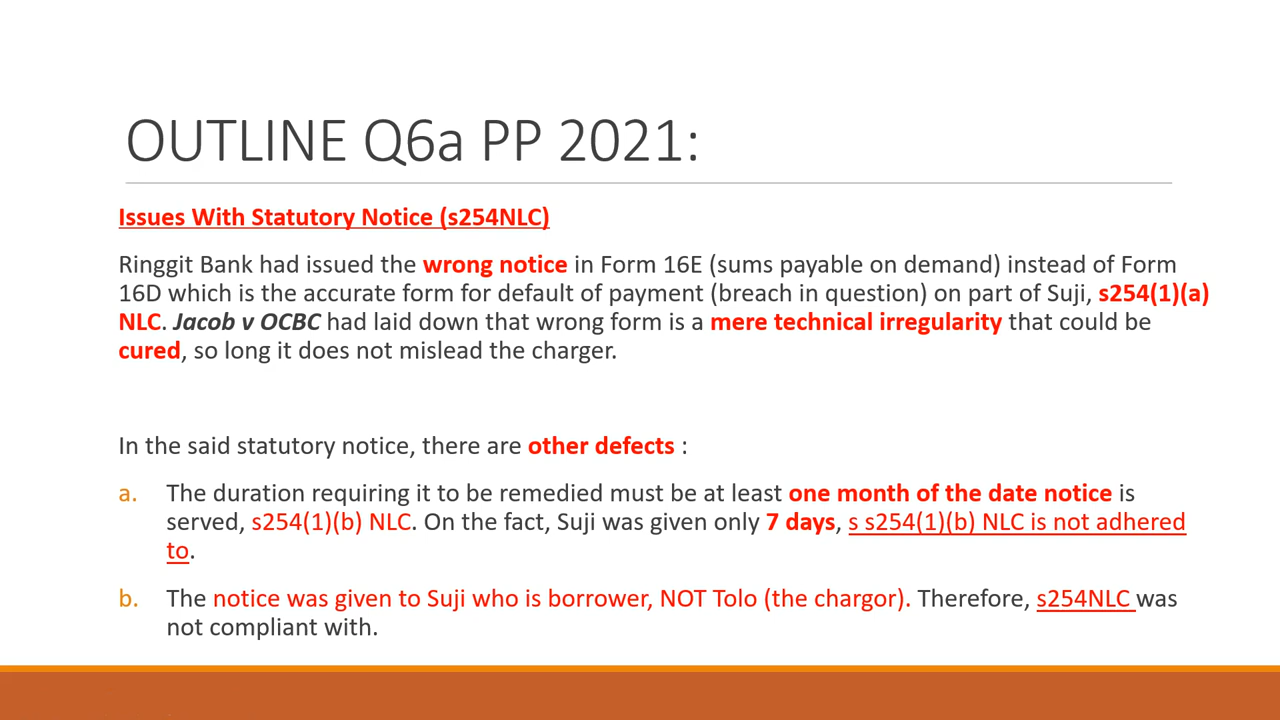 OUTLINE Q6a PP 2021:
Issues With Statutory Notice (s254NLC)
Ringgit Bank had issued the wrong notice in Form 16E (sums payable on demand) instead of Form
16D which is the accurate form for default of payment (breach in question) on part of Suji, s254(1)(a)
NLC. Jacob v OCBC had laid down that wrong form is a mere technical irregularity that could be
cured, so long it does not mislead the charger.
In the said statutory notice, there are other defects :
a. The duration requiring it to be remedied must be at least one month of the date notice is
served, s254(1)(b) NLC. On the fact, Suji was given only 7 days, s s254(1)(b) NLC is not adhered
to.
b. The notice was given to Suji who is borrower, NOT Tolo (the chargor). Therefore, s254NLC was
not compliant with.